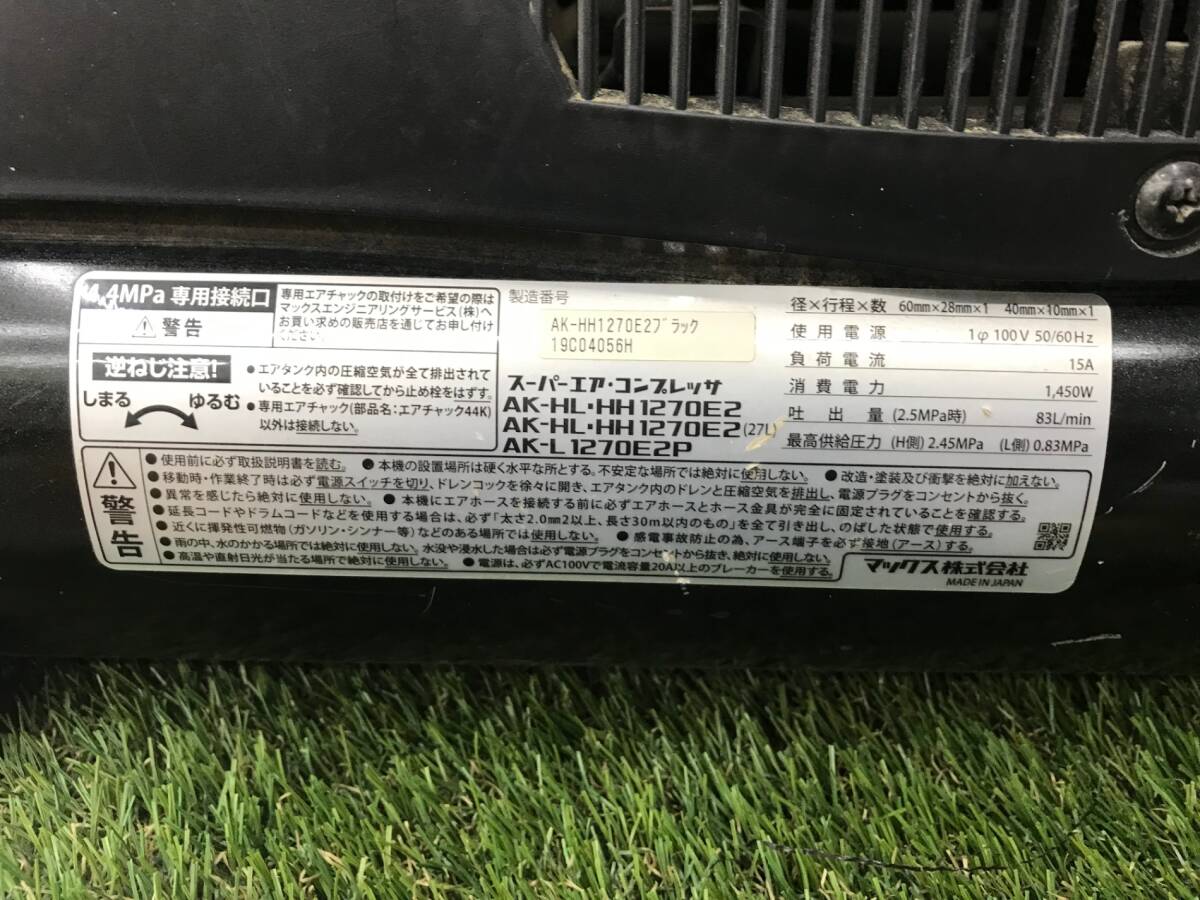 4.4MPa 専用接続口
警告
専用エアチャックの取付けをご希望の際は
マックスエンジニアリングサービス(株)へ
お買い求めの販売店を通じてお申し付け
ください。
逆ねじ注意!
しまる ゆるむ
●エアタンク内の圧縮空気が全て排出されて
いることを必ず確認してから止め栓をはずす。
●専用エアチャック(部品名:エアチャック44K)
以外は接続しない。
製造番号
AK-HH1270E2ブラック
19C04056H
スーパーエア・コンプレッサ
AK-HL・HH1270E2
AK-HL・HH1270E2(27L)
AK-L1270E2P
径×行程×数 60mm×28mm×1 40mm×10mm×1
使用電源 1φ100V 50/60Hz
負荷電流 15A
消費電力 1,450W
吐出量 (2.5MPa時) 83L/min
最高供給圧力 (H側) 2.45MPa (L側) 0.83MPa
警告
●使用前に必ず取扱説明書を読む。 ●本機の設置場所は硬く水平な所とする。不安定な場所では絶対に使用しない。 ●改造・塗装及び衝撃を絶対に加えない。
●移動時・作業終了時は必ず電源スイッチを切り、ドレンコックを徐々に開き、エアタンク内のドレンと圧縮空気を排出し、電源プラグをコンセントから抜く。
●異常を感じたら絶対に使用しない。 ●本機にエアホースを接続する前に必ずエアホースとホース金具が完全に固定されていることを確認する。
●延長コードやドラムコードなどを使用する場合は、必ず「太さ2.0mm2以上、長さ30m以内のもの」を全て引き出し、のばした状態で使用する。
●近くに揮発性可燃物(ガソリン・シンナー等)などのある場所では使用しない。 ●感電事故防止の為、アース端子を必ず接地(アース)する。
●雨の中、水のかかる場所では絶対に使用しない。水没や浸水した場合は必ず電源プラグをコンセントから抜き、絶対に使用しない。
●高温や直射日光が当たる場所で絶対に使用しない。 ●電源は、必ずAC100Vで電流容量20A以上のブレーカーを使用する。
マックス株式会社
MADE IN JAPAN